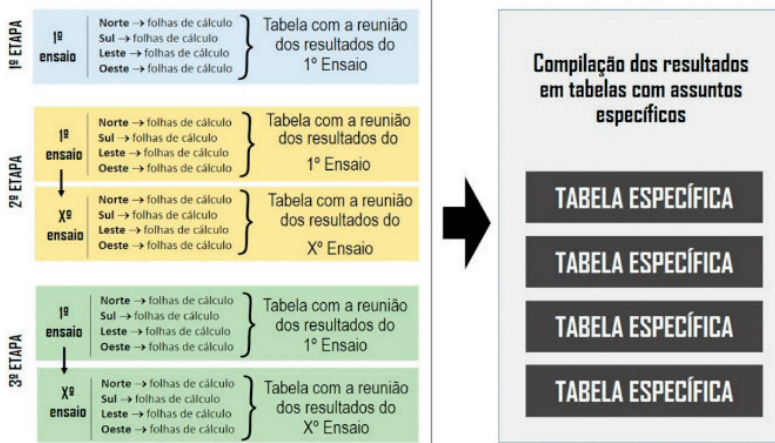 1ª ETAPA
1º
ensaio
Norte → folhas de cálculo
Sul → folhas de cálculo
Leste → folhas de cálculo
Oeste → folhas de cálculo
Tabela com a reunião
dos resultados do
1º Ensaio
2ª ETAPA
1º
ensaio
Norte → folhas de cálculo
Sul → folhas de cálculo
Leste → folhas de cálculo
Oeste → folhas de cálculo
Tabela com a reunião
dos resultados do
1º Ensaio
Xº
ensaio
Norte → folhas de cálculo
Sul → folhas de cálculo
Leste → folhas de cálculo
Oeste → folhas de cálculo
Tabela com a reunião
dos resultados do
Xº Ensaio
3ª ETAPA
1º
ensaio
Norte → folhas de cálculo
Sul → folhas de cálculo
Leste → folhas de cálculo
Oeste → folhas de cálculo
Tabela com a reunião
dos resultados do
1º Ensaio
Xº
ensaio
Norte → folhas de cálculo
Sul → folhas de cálculo
Leste → folhas de cálculo
Oeste → folhas de cálculo
Tabela com a reunião
dos resultados do
Xº Ensaio
Compilação dos resultados
em tabelas com assuntos
específicos
TABELA ESPECÍFICA
TABELA ESPECÍFICA
TABELA ESPECÍFICA
TABELA ESPECÍFICA